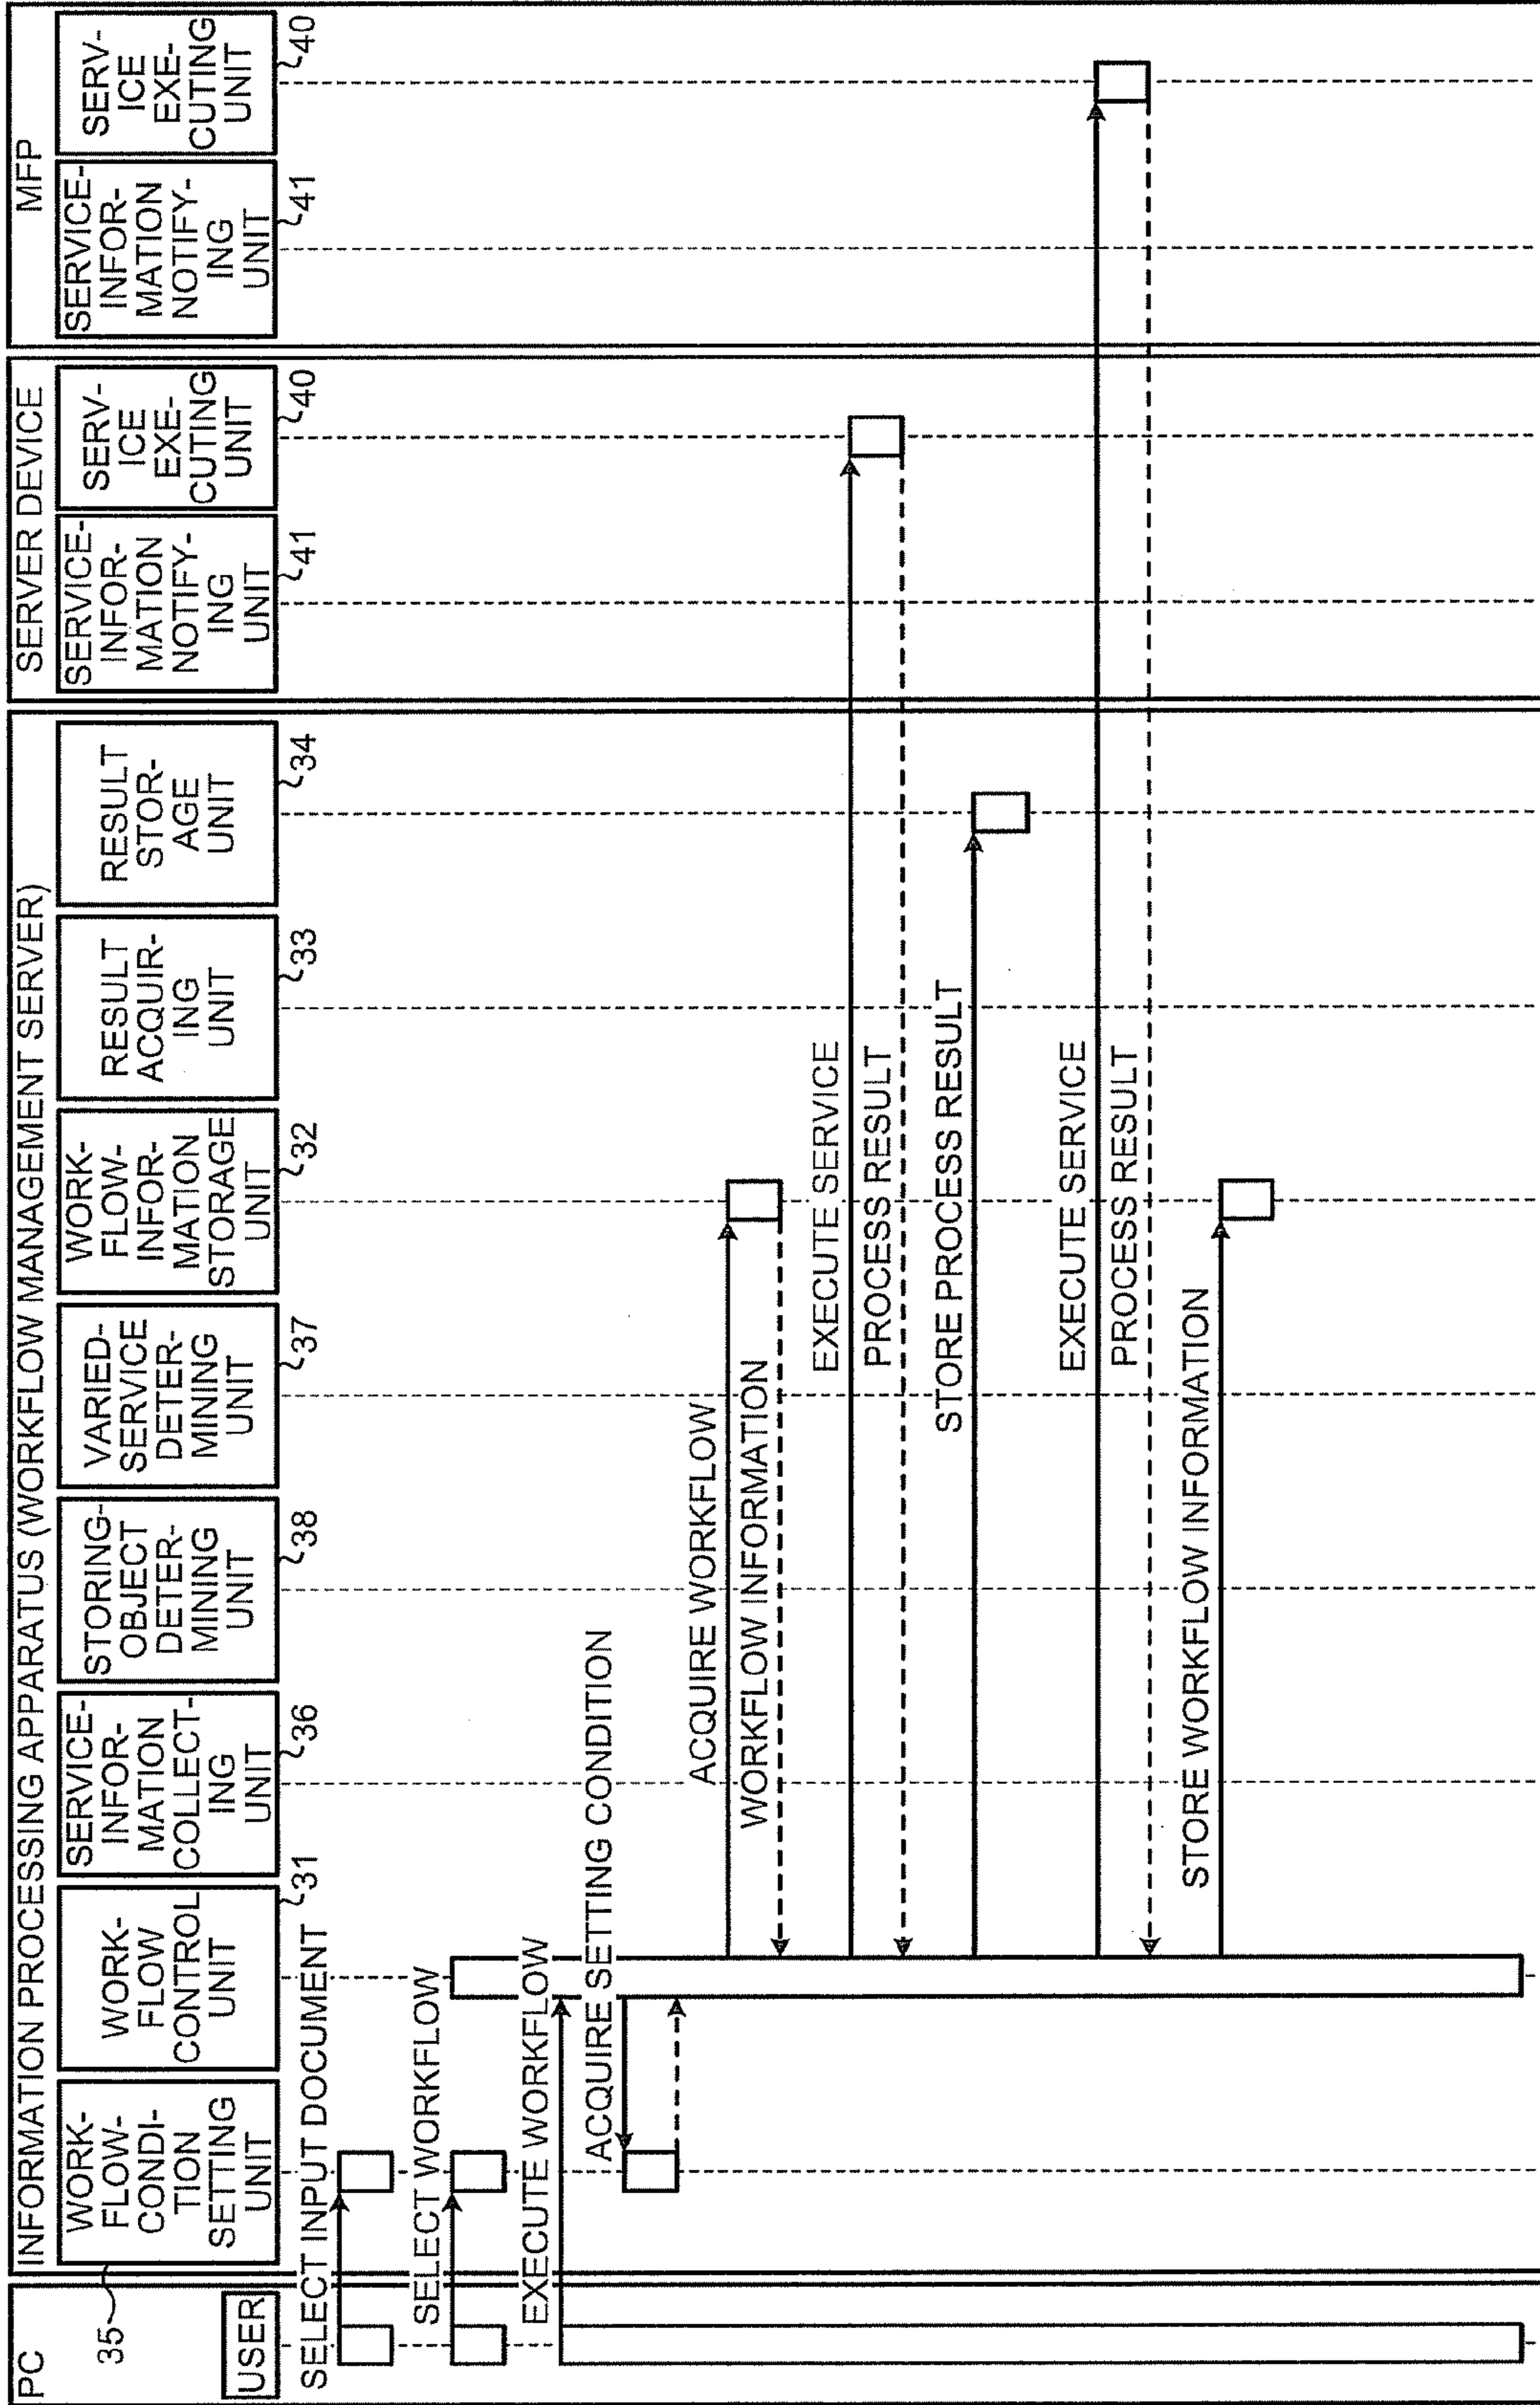 PC
USER
INFORMATION PROCESSING APPARATUS (WORKFLOW MANAGEMENT SERVER)
35
WORK-
FLOW-
CONDI-
TION
SETTING
UNIT
WORK-
FLOW
CONTROL
UNIT
31
SERVICE-
INFOR-
MATION
COLLECT-
ING
UNIT
36
STORING-
OBJECT
DETER-
MINING
UNIT
38
VARIED-
SERVICE
DETER-
MINING
UNIT
37
WORK-
FLOW-
INFOR-
MATION
STORAGE
UNIT
32
RESULT
ACQUIR-
ING
UNIT
33
RESULT
STOR-
AGE
UNIT
34
SERVER DEVICE
SERVICE-
INFOR-
MATION
NOTIFY-
ING
UNIT
41
SERV-
ICE
EXE-
CUTING
UNIT
40
MFP
SERVICE-
INFOR-
MATION
NOTIFY-
ING
UNIT
41
SERV-
ICE
EXE-
CUTING
UNIT
40
SELECT INPUT DOCUMENT
SELECT WORKFLOW
EXECUTE WORKFLOW
ACQUIRE SETTING CONDITION
ACQUIRE WORKFLOW
WORKFLOW INFORMATION
EXECUTE SERVICE
PROCESS RESULT
STORE PROCESS RESULT
EXECUTE SERVICE
PROCESS RESULT
STORE WORKFLOW INFORMATION